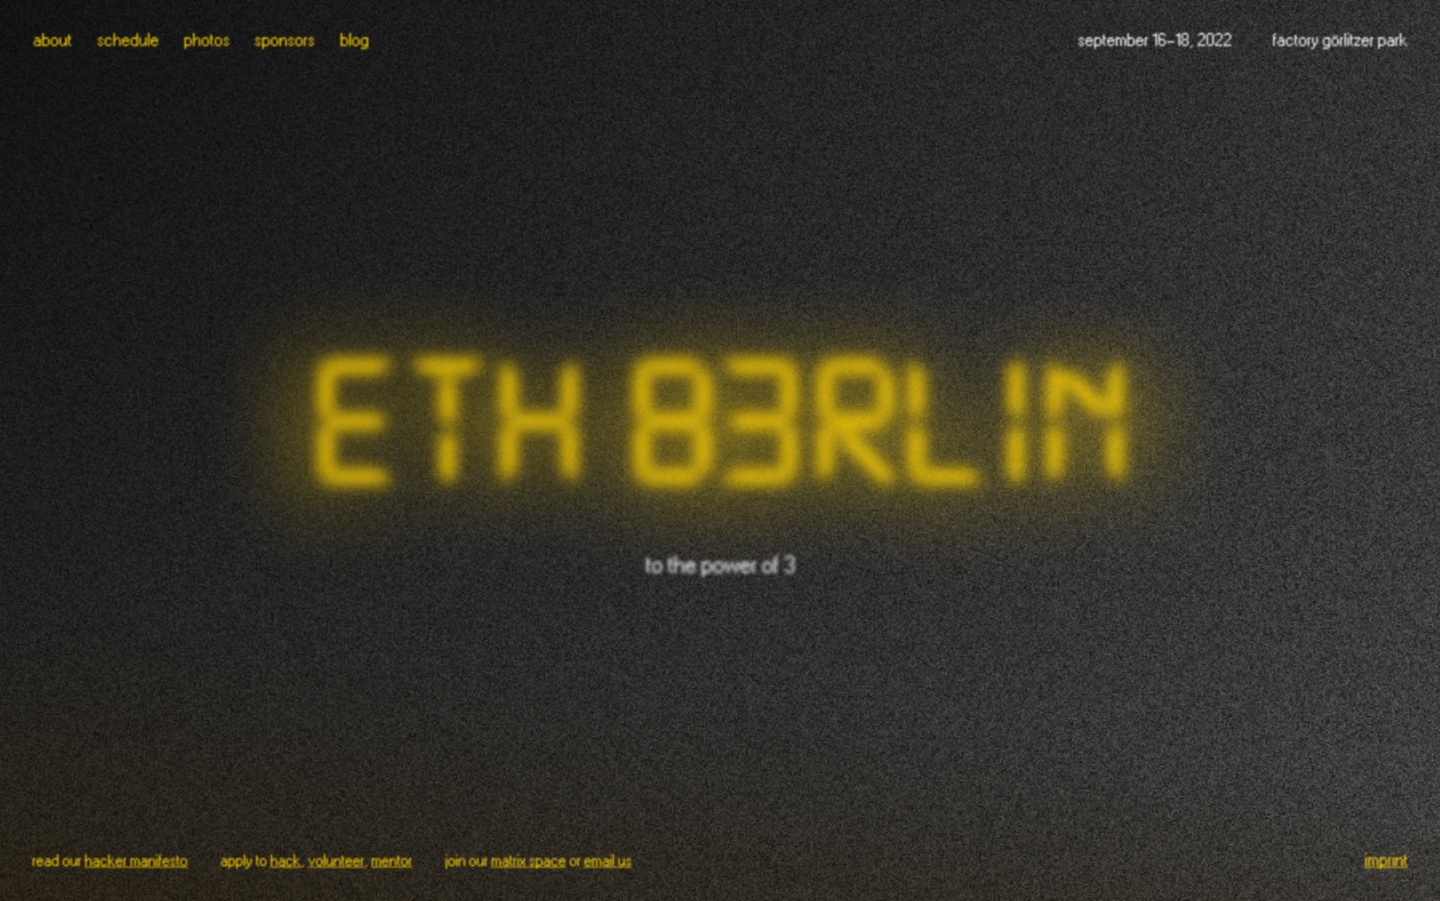 about schedule photos sponsors blog september 16–18, 2022 factory görlitzer park
ETH B3RLIN
to the power of 3
read our hacker manifesto apply to hack, volunteer, mentor join our matrix space or email us imprint